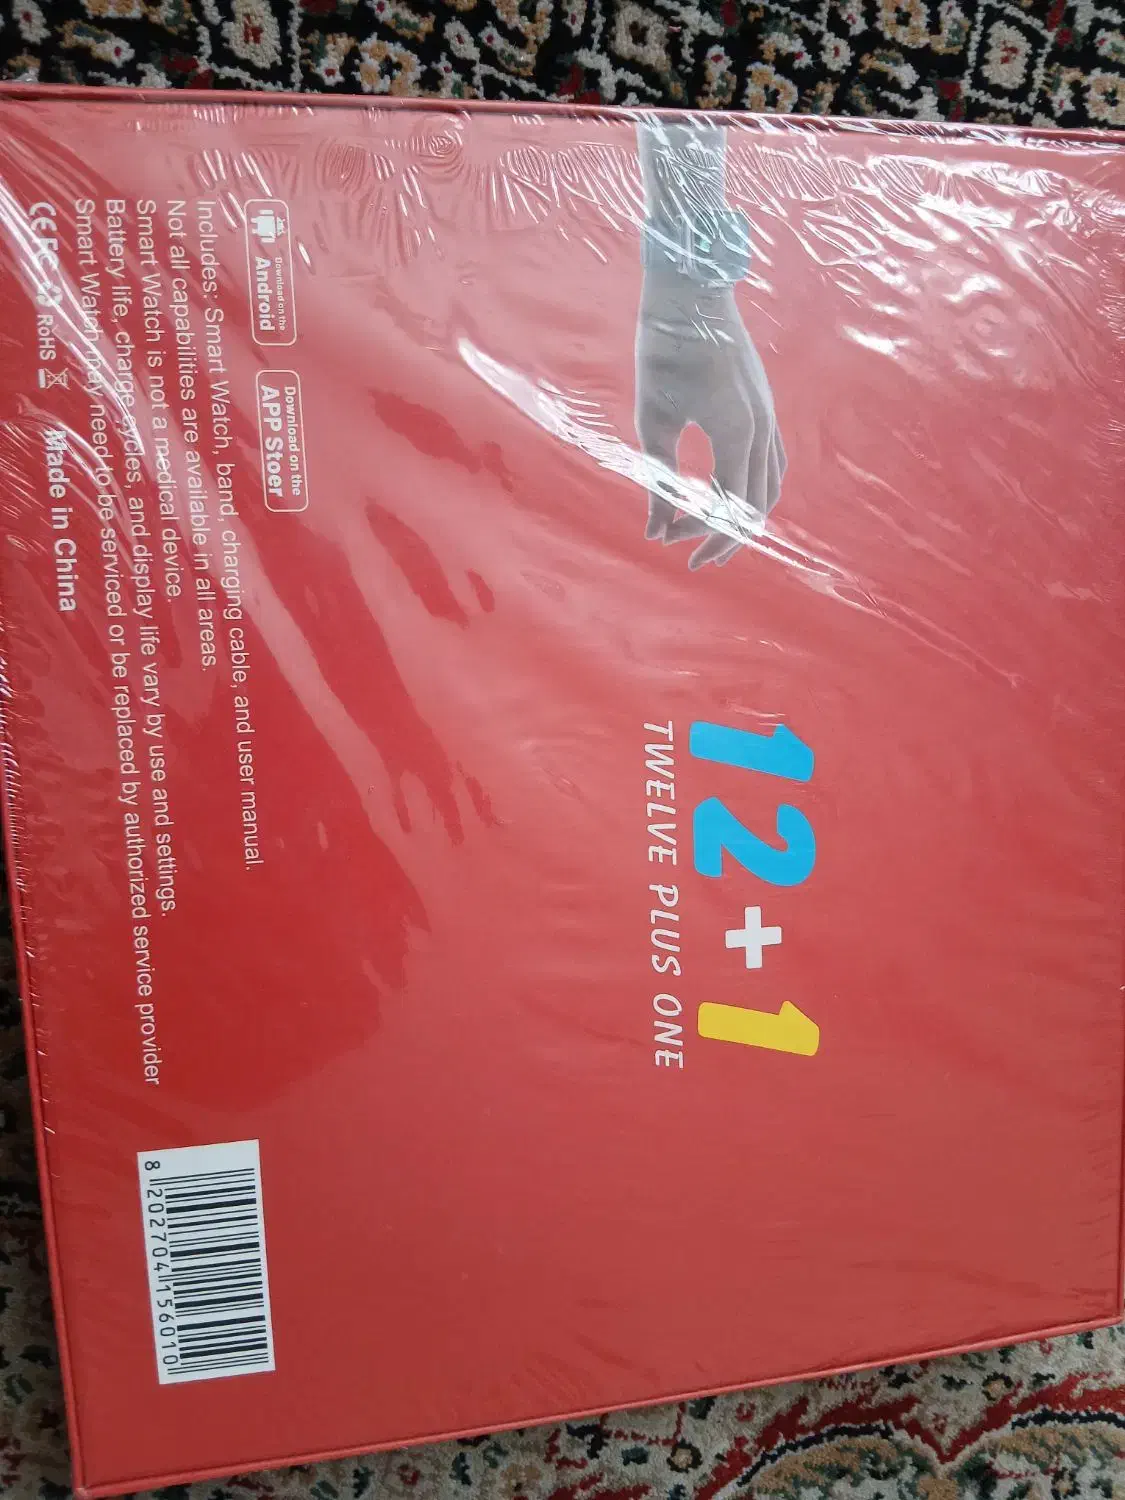 12+1
TWELVE PLUS ONE
Download on the
Android
Download on the
APP Stoer
Includes: Smart Watch, band, charging cable, and user manual.
Not all capabilities are available in all areas.
Smart Watch is not a medical device.
Battery life, charge cycles, and display life vary by use and settings.
Smart Watch may need to be serviced or be replaced by authorized service provider
CE FC RoHS
Made in China
8 202704 156010